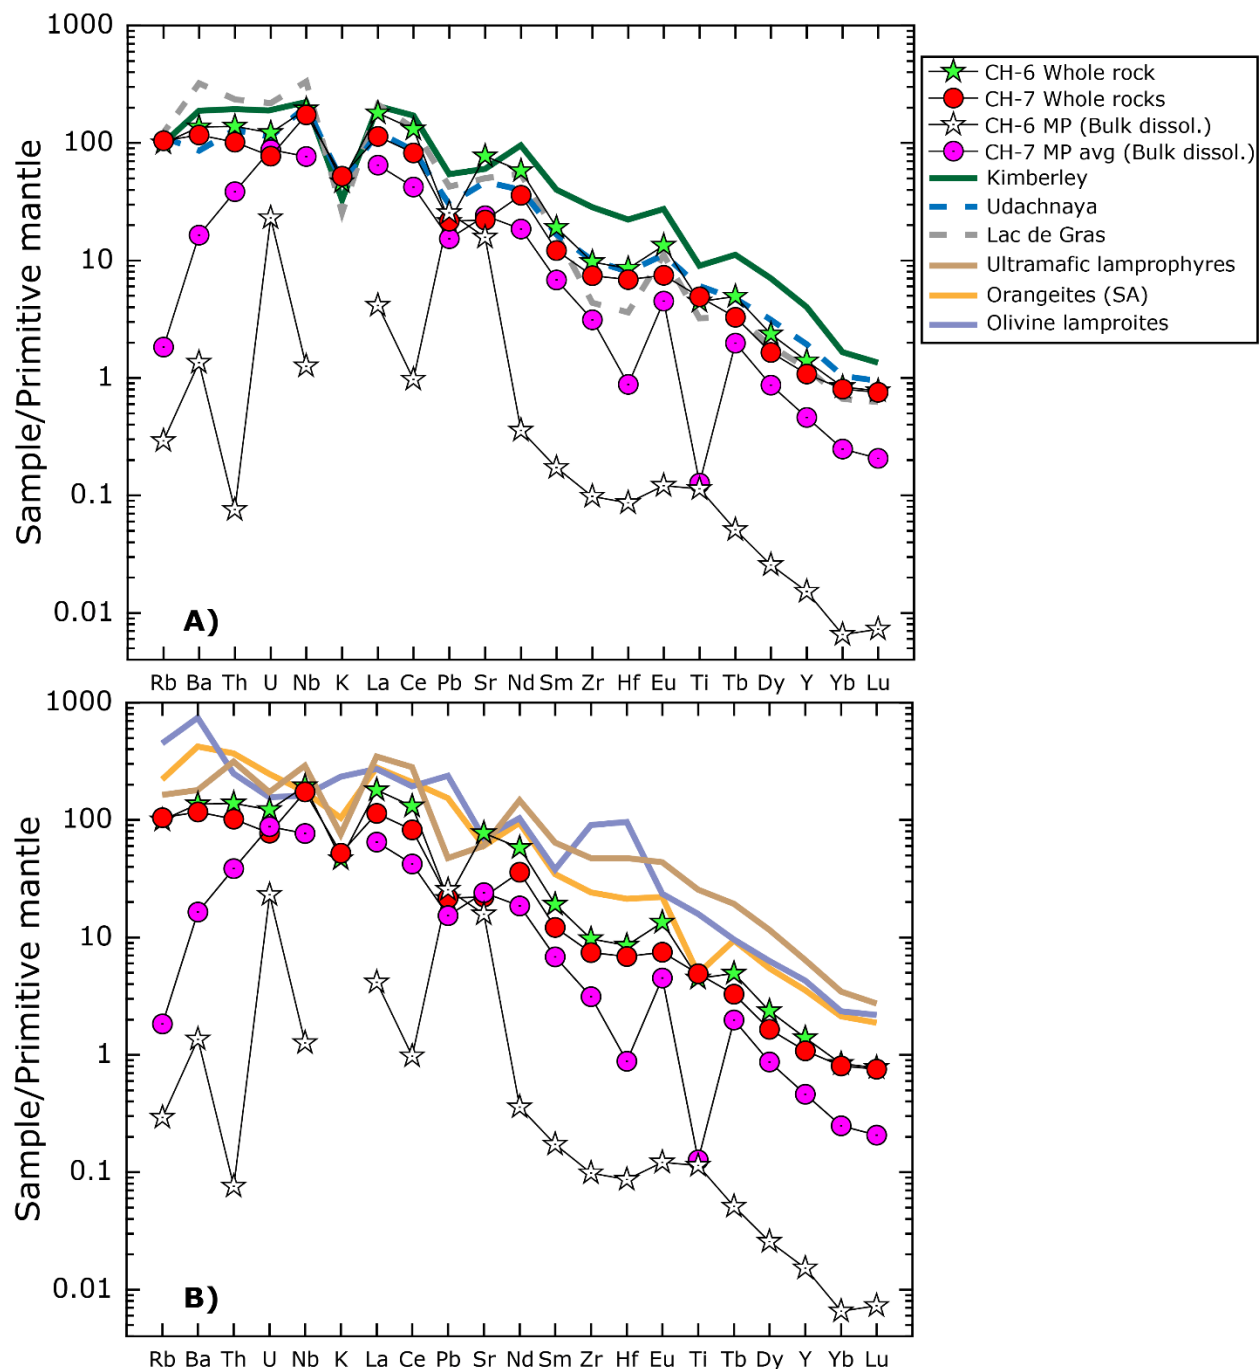 1000
100
10
1
0.1
0.01
Sample/Primitive mantle
A)
Rb Ba Th U Nb K La Ce Pb Sr Nd Sm Zr Hf Eu Ti Tb Dy Y Yb Lu
CH-6 Whole rock
CH-7 Whole rocks
CH-6 MP (Bulk dissol.)
CH-7 MP avg (Bulk dissol.)
Kimberley
Udachnaya
Lac de Gras
Ultramafic lamprophyres
Orangeites (SA)
Olivine lamproites
1000
100
10
1
0.1
0.01
Sample/Primitive mantle
B)
Rb Ba Th U Nb K La Ce Pb Sr Nd Sm Zr Hf Eu Ti Tb Dy Y Yb Lu